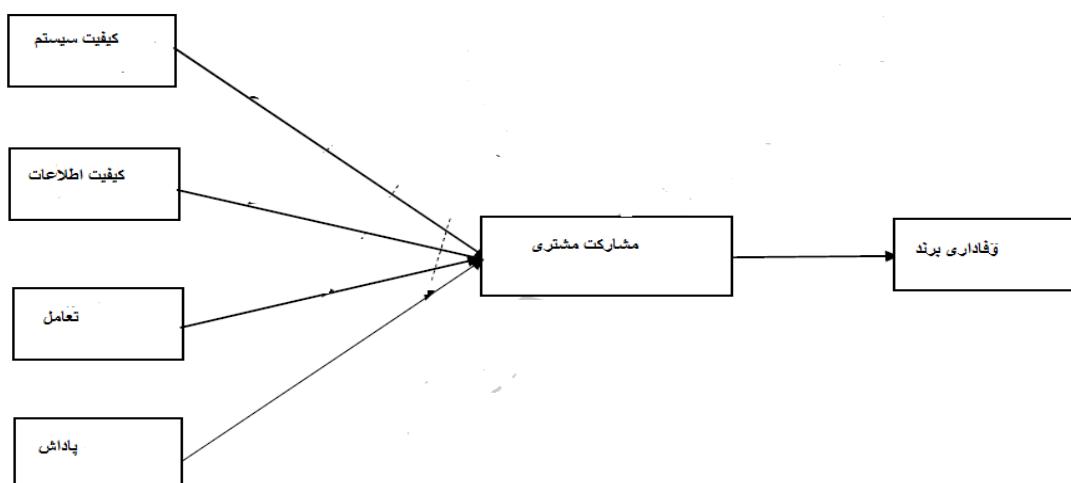 کیفیت سیستم
کیفیت اطلاعات
تعامل
پاداش
مشارکت مشتری
وفاداری برند